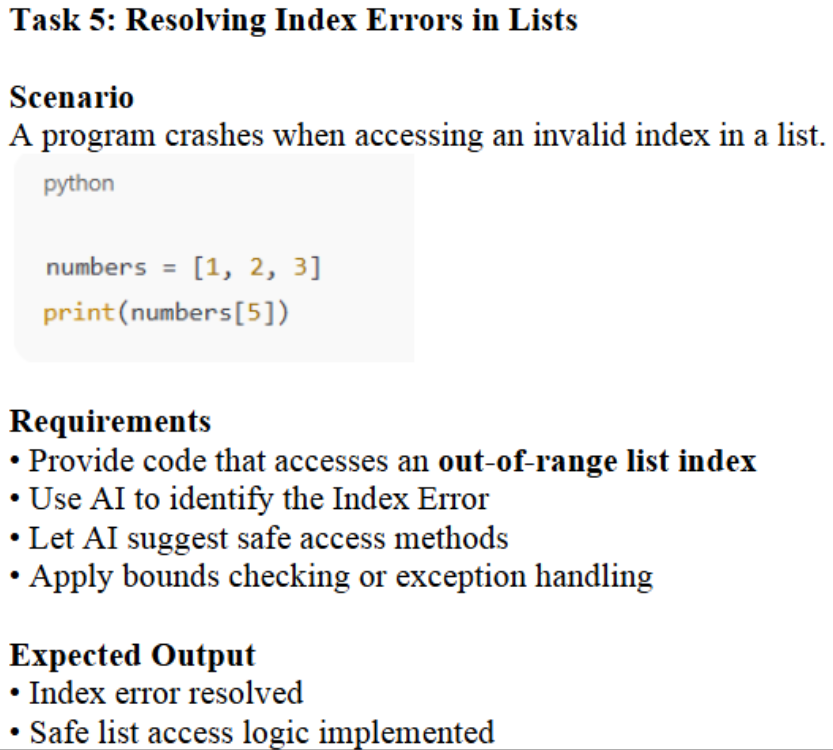 Task 5: Resolving Index Errors in Lists
Scenario
A program crashes when accessing an invalid index in a list.
python
numbers = [1, 2, 3]
print(numbers[5])
Requirements
• Provide code that accesses an out-of-range list index
• Use AI to identify the Index Error
• Let AI suggest safe access methods
• Apply bounds checking or exception handling
Expected Output
• Index error resolved
• Safe list access logic implemented